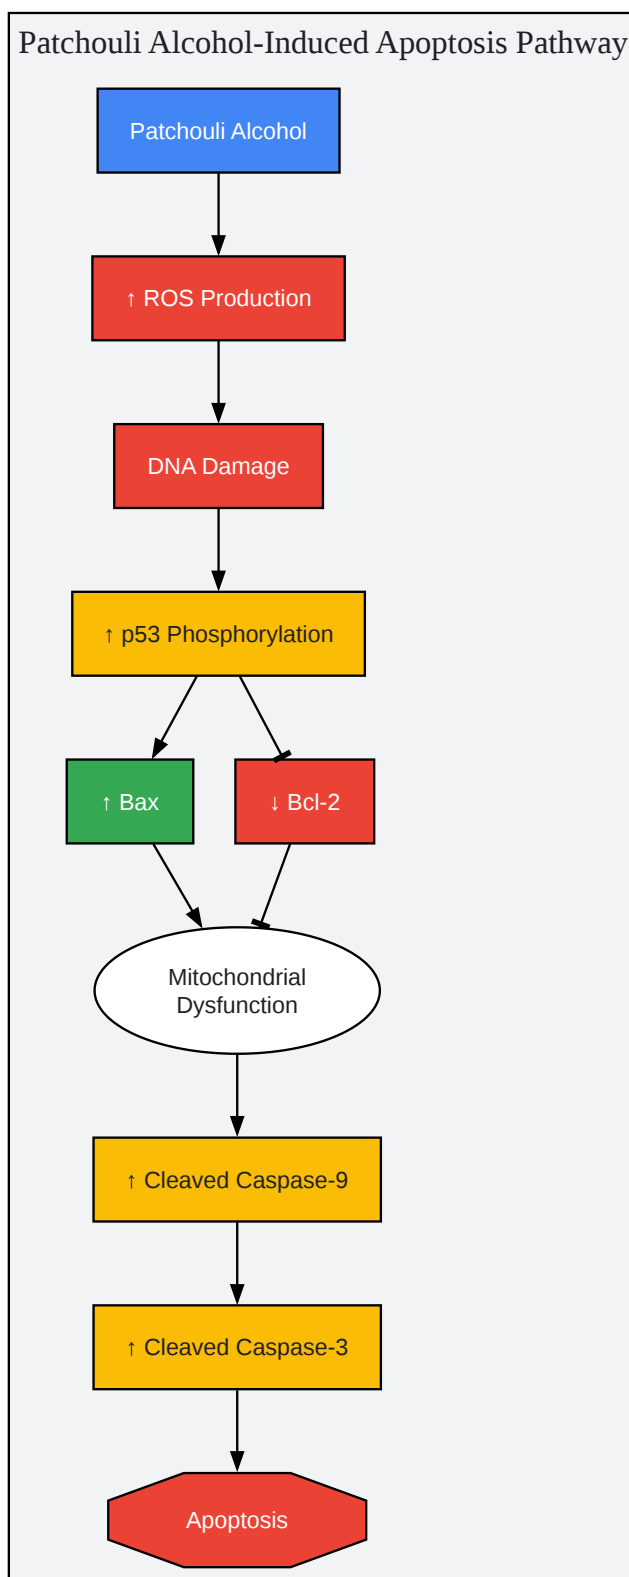 Patchouli Alcohol-Induced Apoptosis Pathway
Patchouli Alcohol
↑ ROS Production
DNA Damage
↑ p53 Phosphorylation
↑ Bax
↓ Bcl-2
Mitochondrial
Dysfunction
↑ Cleaved Caspase-9
↑ Cleaved Caspase-3
Apoptosis